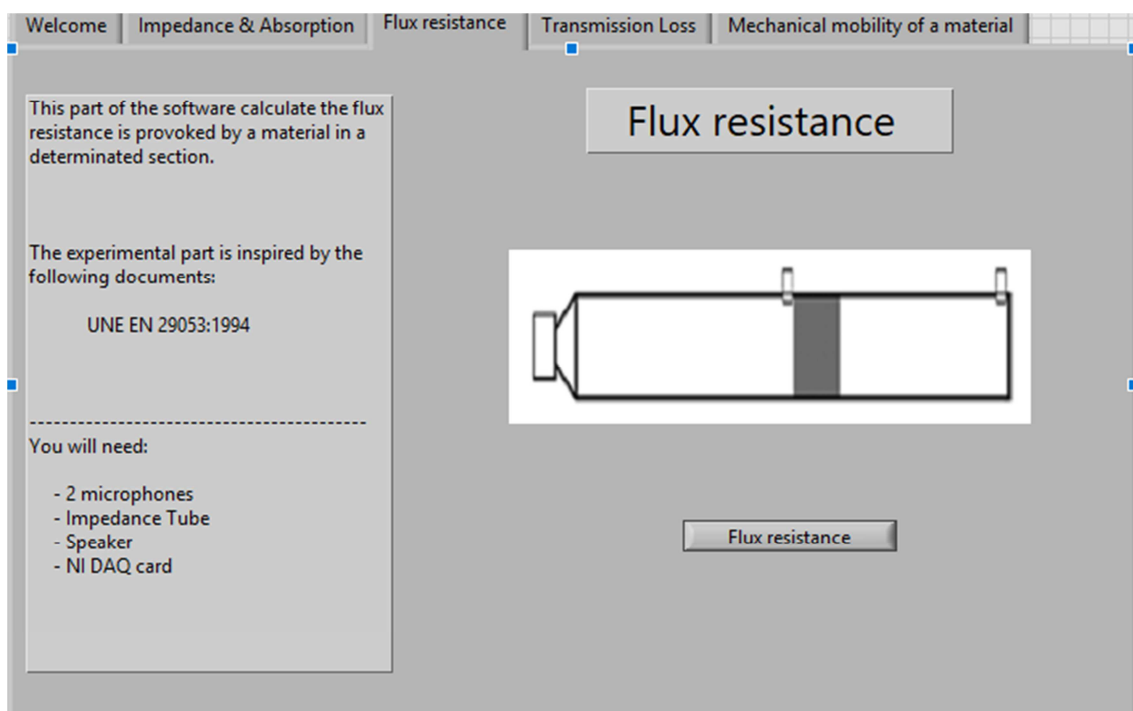 Welcome
Impedance & Absorption
Flux resistance
Transmission Loss
Mechanical mobility of a material
This part of the software calculate the flux
resistance is provoked by a material in a
determinated section.
The experimental part is inspired by the
following documents:
UNE EN 29053:1994
------------------------------------------
You will need:
- 2 microphones
- Impedance Tube
- Speaker
- NI DAQ card
Flux resistance
Flux resistance